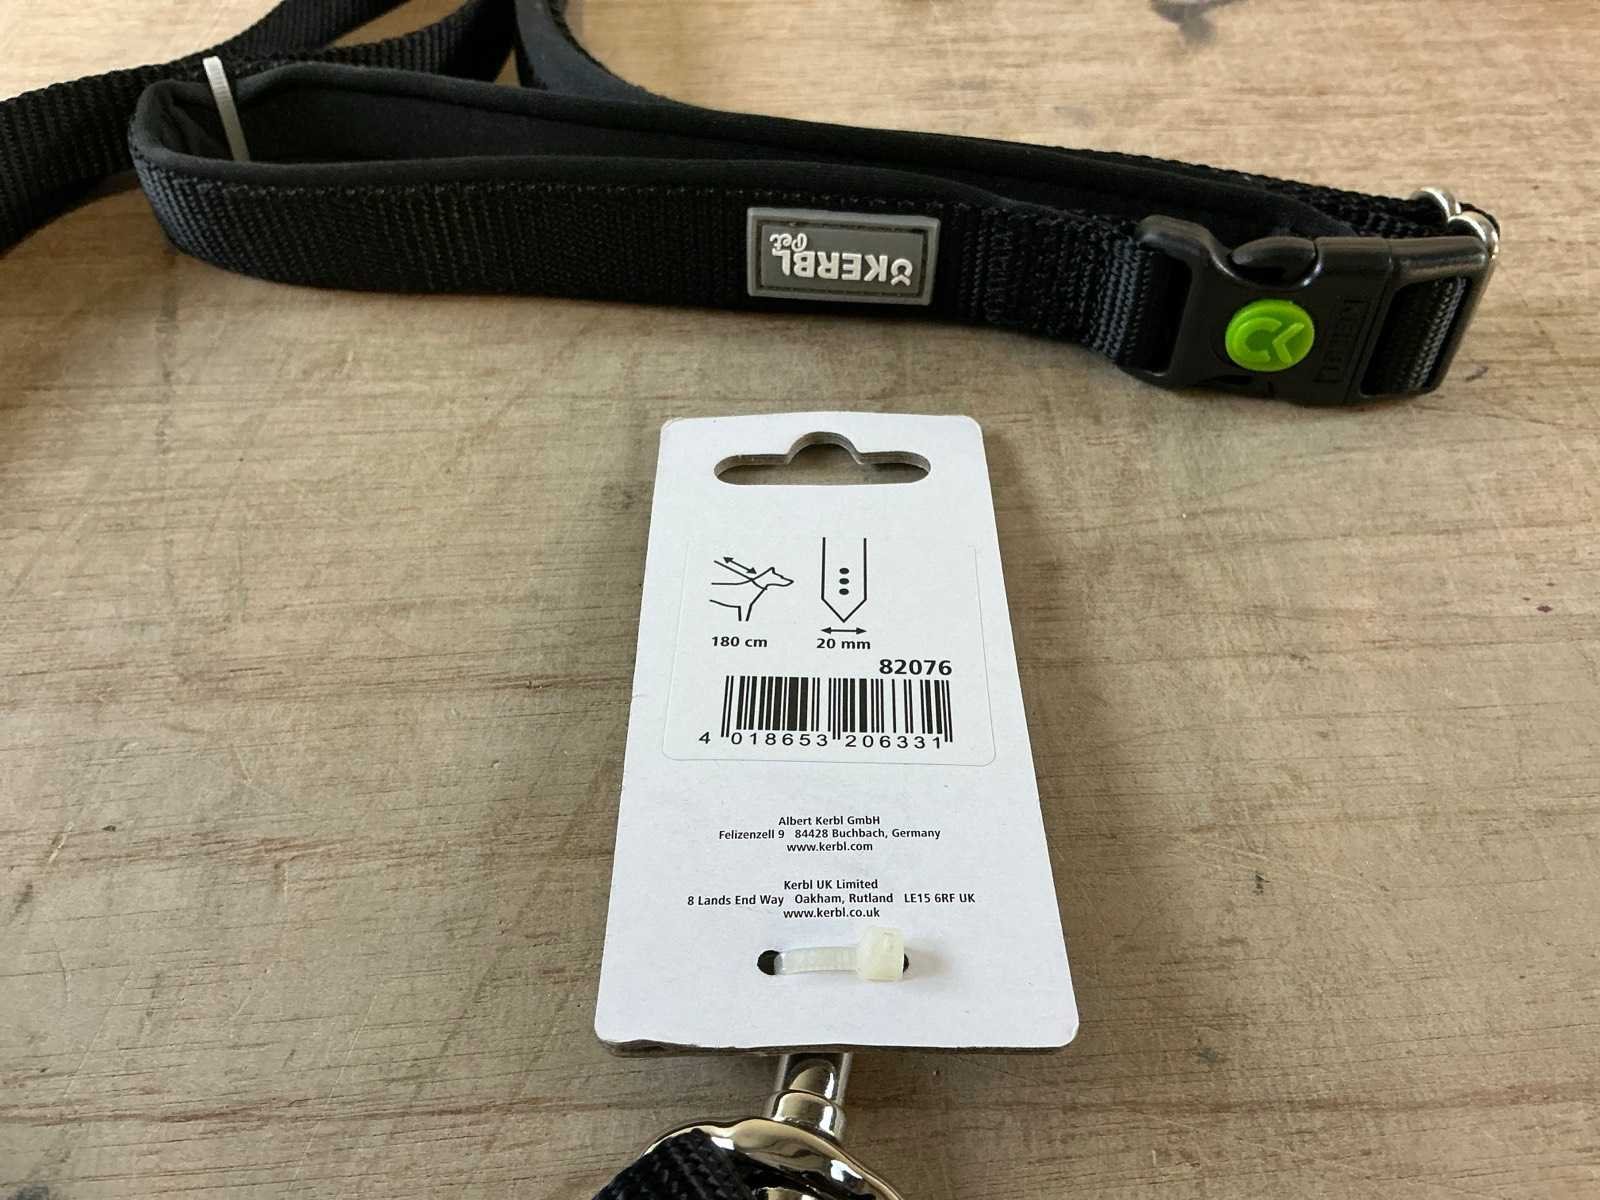 KERBL
Pet
KERBL
180 cm
20 mm
82076
4 018653 206331
Albert Kerbl GmbH
Felizenzell 9 84428 Buchbach, Germany
www.kerbl.com
Kerbl UK Limited
8 Lands End Way Oakham, Rutland LE15 6RF UK
www.kerbl.co.uk